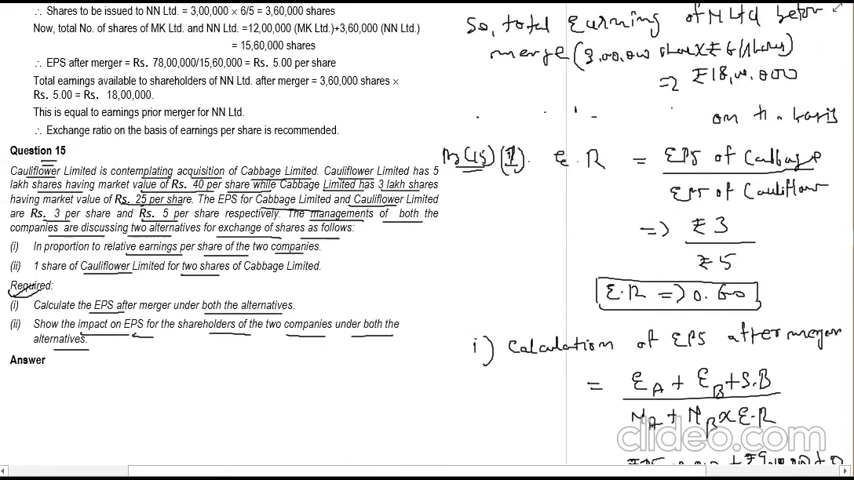 ∴ Shares to be issued to NN Ltd. = 3,00,000 × 6/5 = 3,60,000 shares
Now, total No. of shares of MK Ltd. and NN Ltd. =12,00,000 (MK Ltd.)+3,60,000 (NN Ltd.)
= 15,60,000 shares
∴ EPS after merger = Rs. 78,00,000/15,60,000 = Rs. 5.00 per share
Total earnings available to shareholders of NN Ltd. after merger = 3,60,000 shares ×
Rs. 5.00 = Rs. 18,00,000.
This is equal to earnings prior merger for NN Ltd.
∴ Exchange ratio on the basis of earnings per share is recommended.
Question 15
Cauliflower Limited is contemplating acquisition of Cabbage Limited. Cauliflower Limited has 5
lakh shares having market value of Rs. 40 per share while Cabbage Limited has 3 lakh shares
having market value of Rs. 25 per share. The EPS for Cabbage Limited and Cauliflower Limited
are Rs. 3 per share and Rs. 5 per share respectively. The managements of both the
companies are discussing two alternatives for exchange of shares as follows:
(i) In proportion to relative earnings per share of the two companies.
(ii) 1 share of Cauliflower Limited for two shares of Cabbage Limited.
Required:
(i) Calculate the EPS after merger under both the alternatives.
(ii) Show the impact on EPS for the shareholders of the two companies under both the
alternatives.
Answer
So, total Earning of N Ltd before
merge (3,00,000 share × ₹6/share)
=> ₹18,00,000
on basis
(15) (1) E.R = EPS of Cabbage
EPS of Cauliflow
=> ₹3
₹5
E.R => 0.60
i) Calculation of EPS after merger
= E_A + E_B + S.B
N_A + N_B × E.R
clideo.com